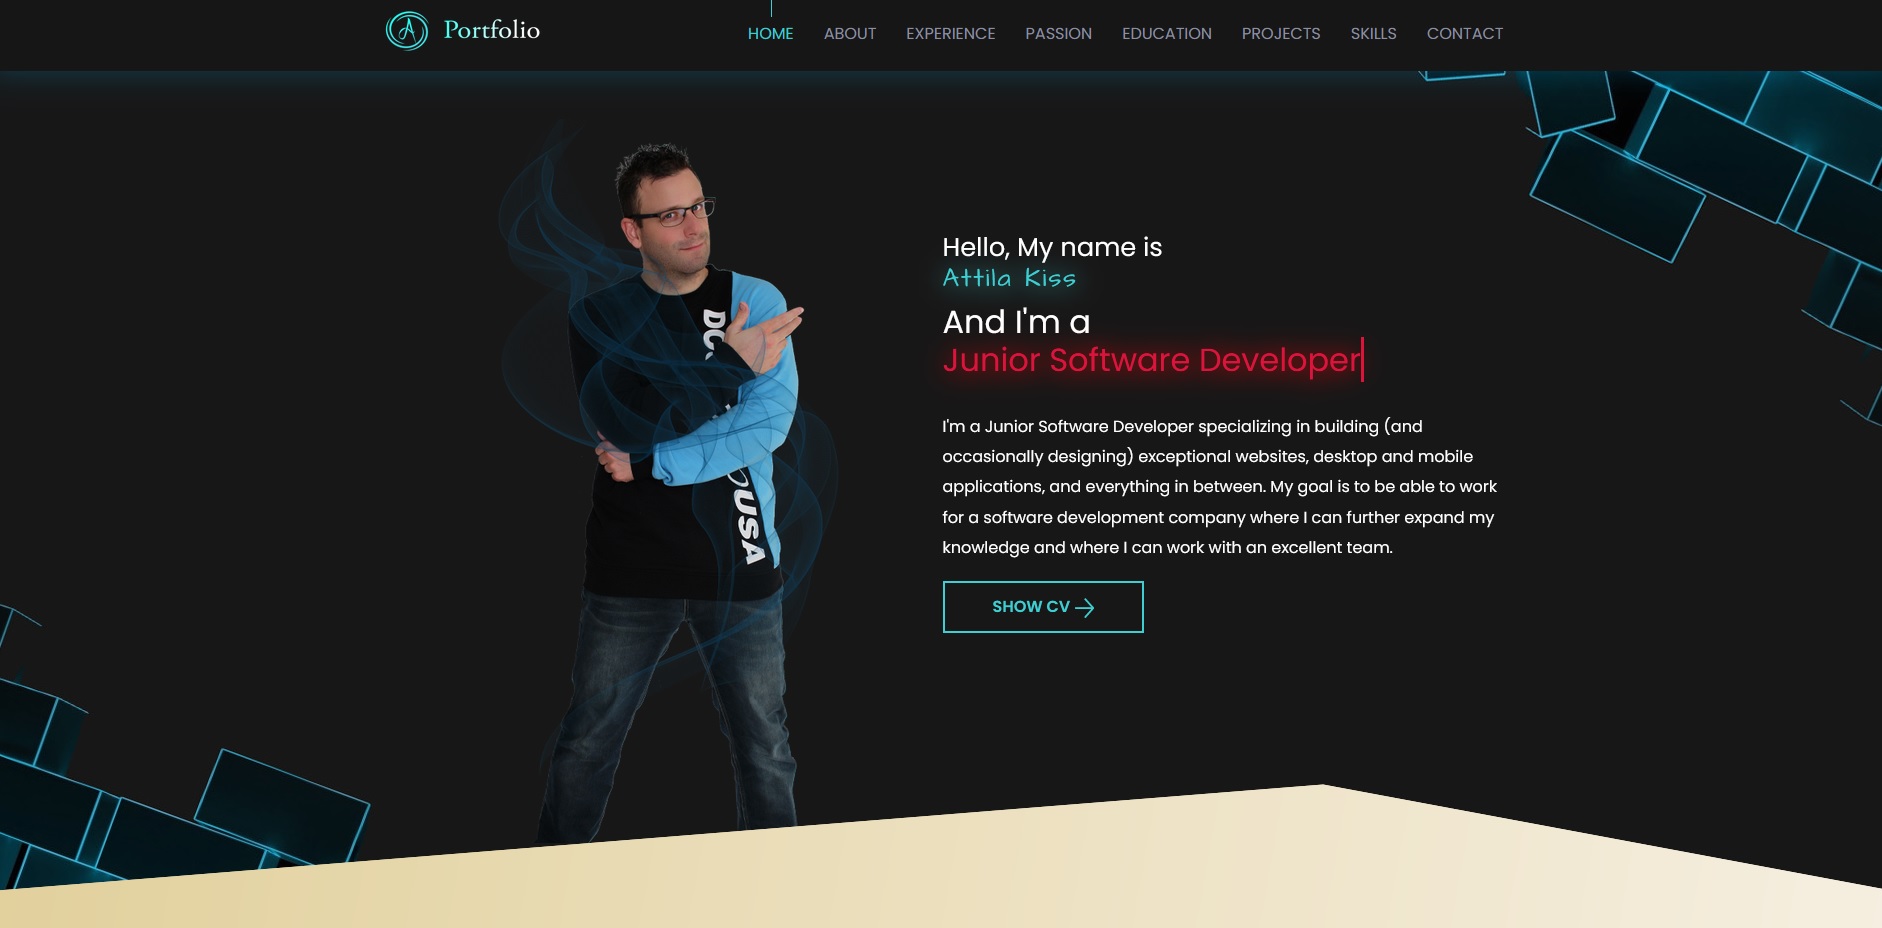 Portfolio
HOME ABOUT EXPERIENCE PASSION EDUCATION PROJECTS SKILLS CONTACT
Hello, My name is
Attila Kiss
And I'm a
Junior Software Developer
I'm a Junior Software Developer specializing in building (and
occasionally designing) exceptional websites, desktop and mobile
applications, and everything in between. My goal is to be able to work
for a software development company where I can further expand my
knowledge and where I can work with an excellent team.
SHOW CV
USA